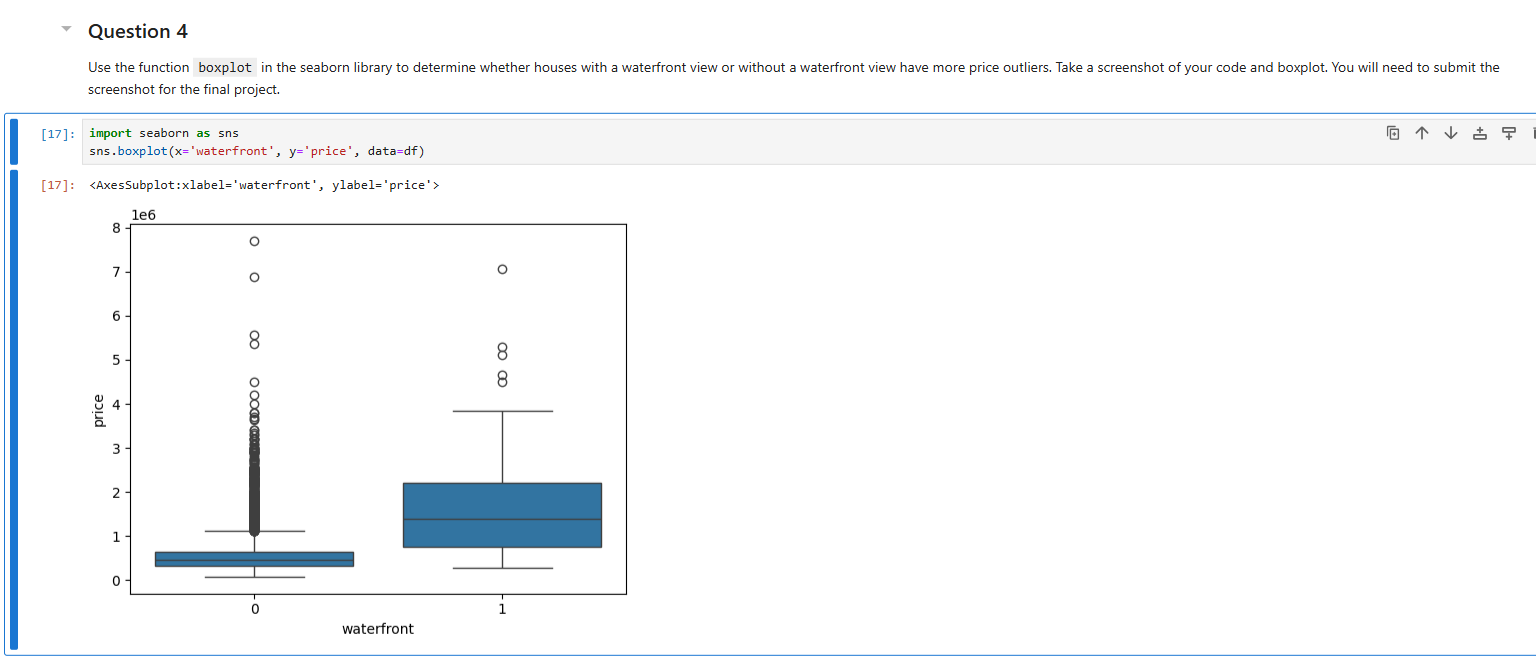 Question 4
Use the function boxplot in the seaborn library to determine whether houses with a waterfront view or without a waterfront view have more price outliers. Take a screenshot of your code and boxplot. You will need to submit the
screenshot for the final project.
[17]: import seaborn as sns
sns.boxplot(x='waterfront', y='price', data=df)
[17]: <AxesSubplot:xlabel='waterfront', ylabel='price'>
1e6
8
7
6
5
4
3
2
1
0
price
0 1
waterfront